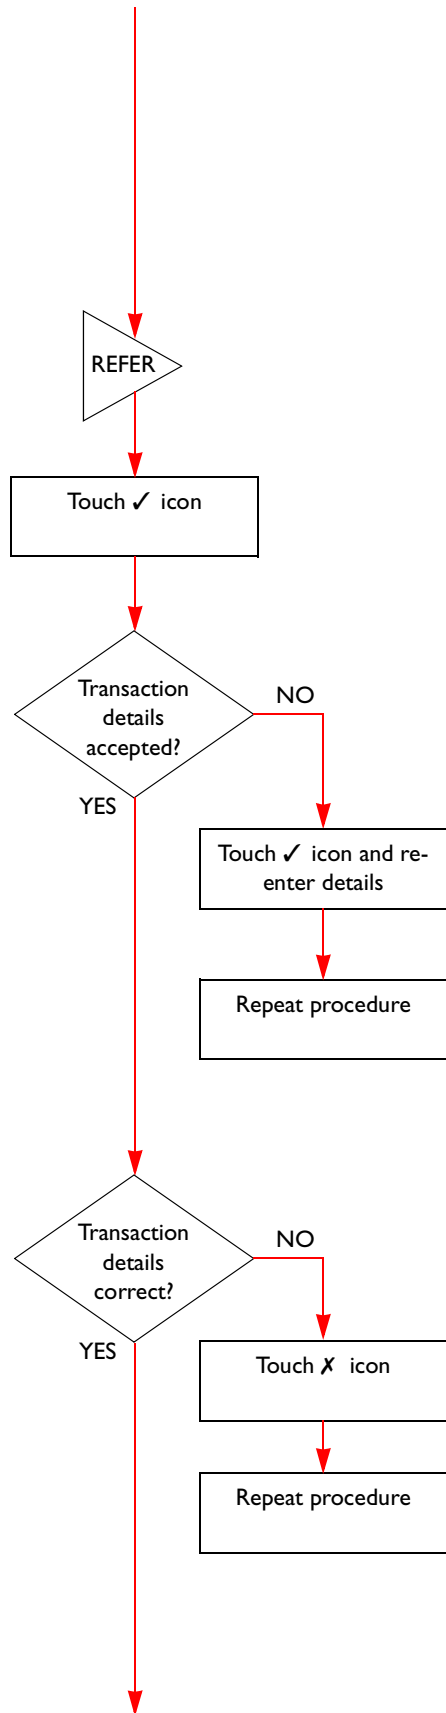 REFER
Touch ✓ icon
Transaction
details
accepted?
NO
YES
Touch ✓ icon and re-
enter details
Repeat procedure
Transaction
details
correct?
NO
YES
Touch ✗ icon
Repeat procedure